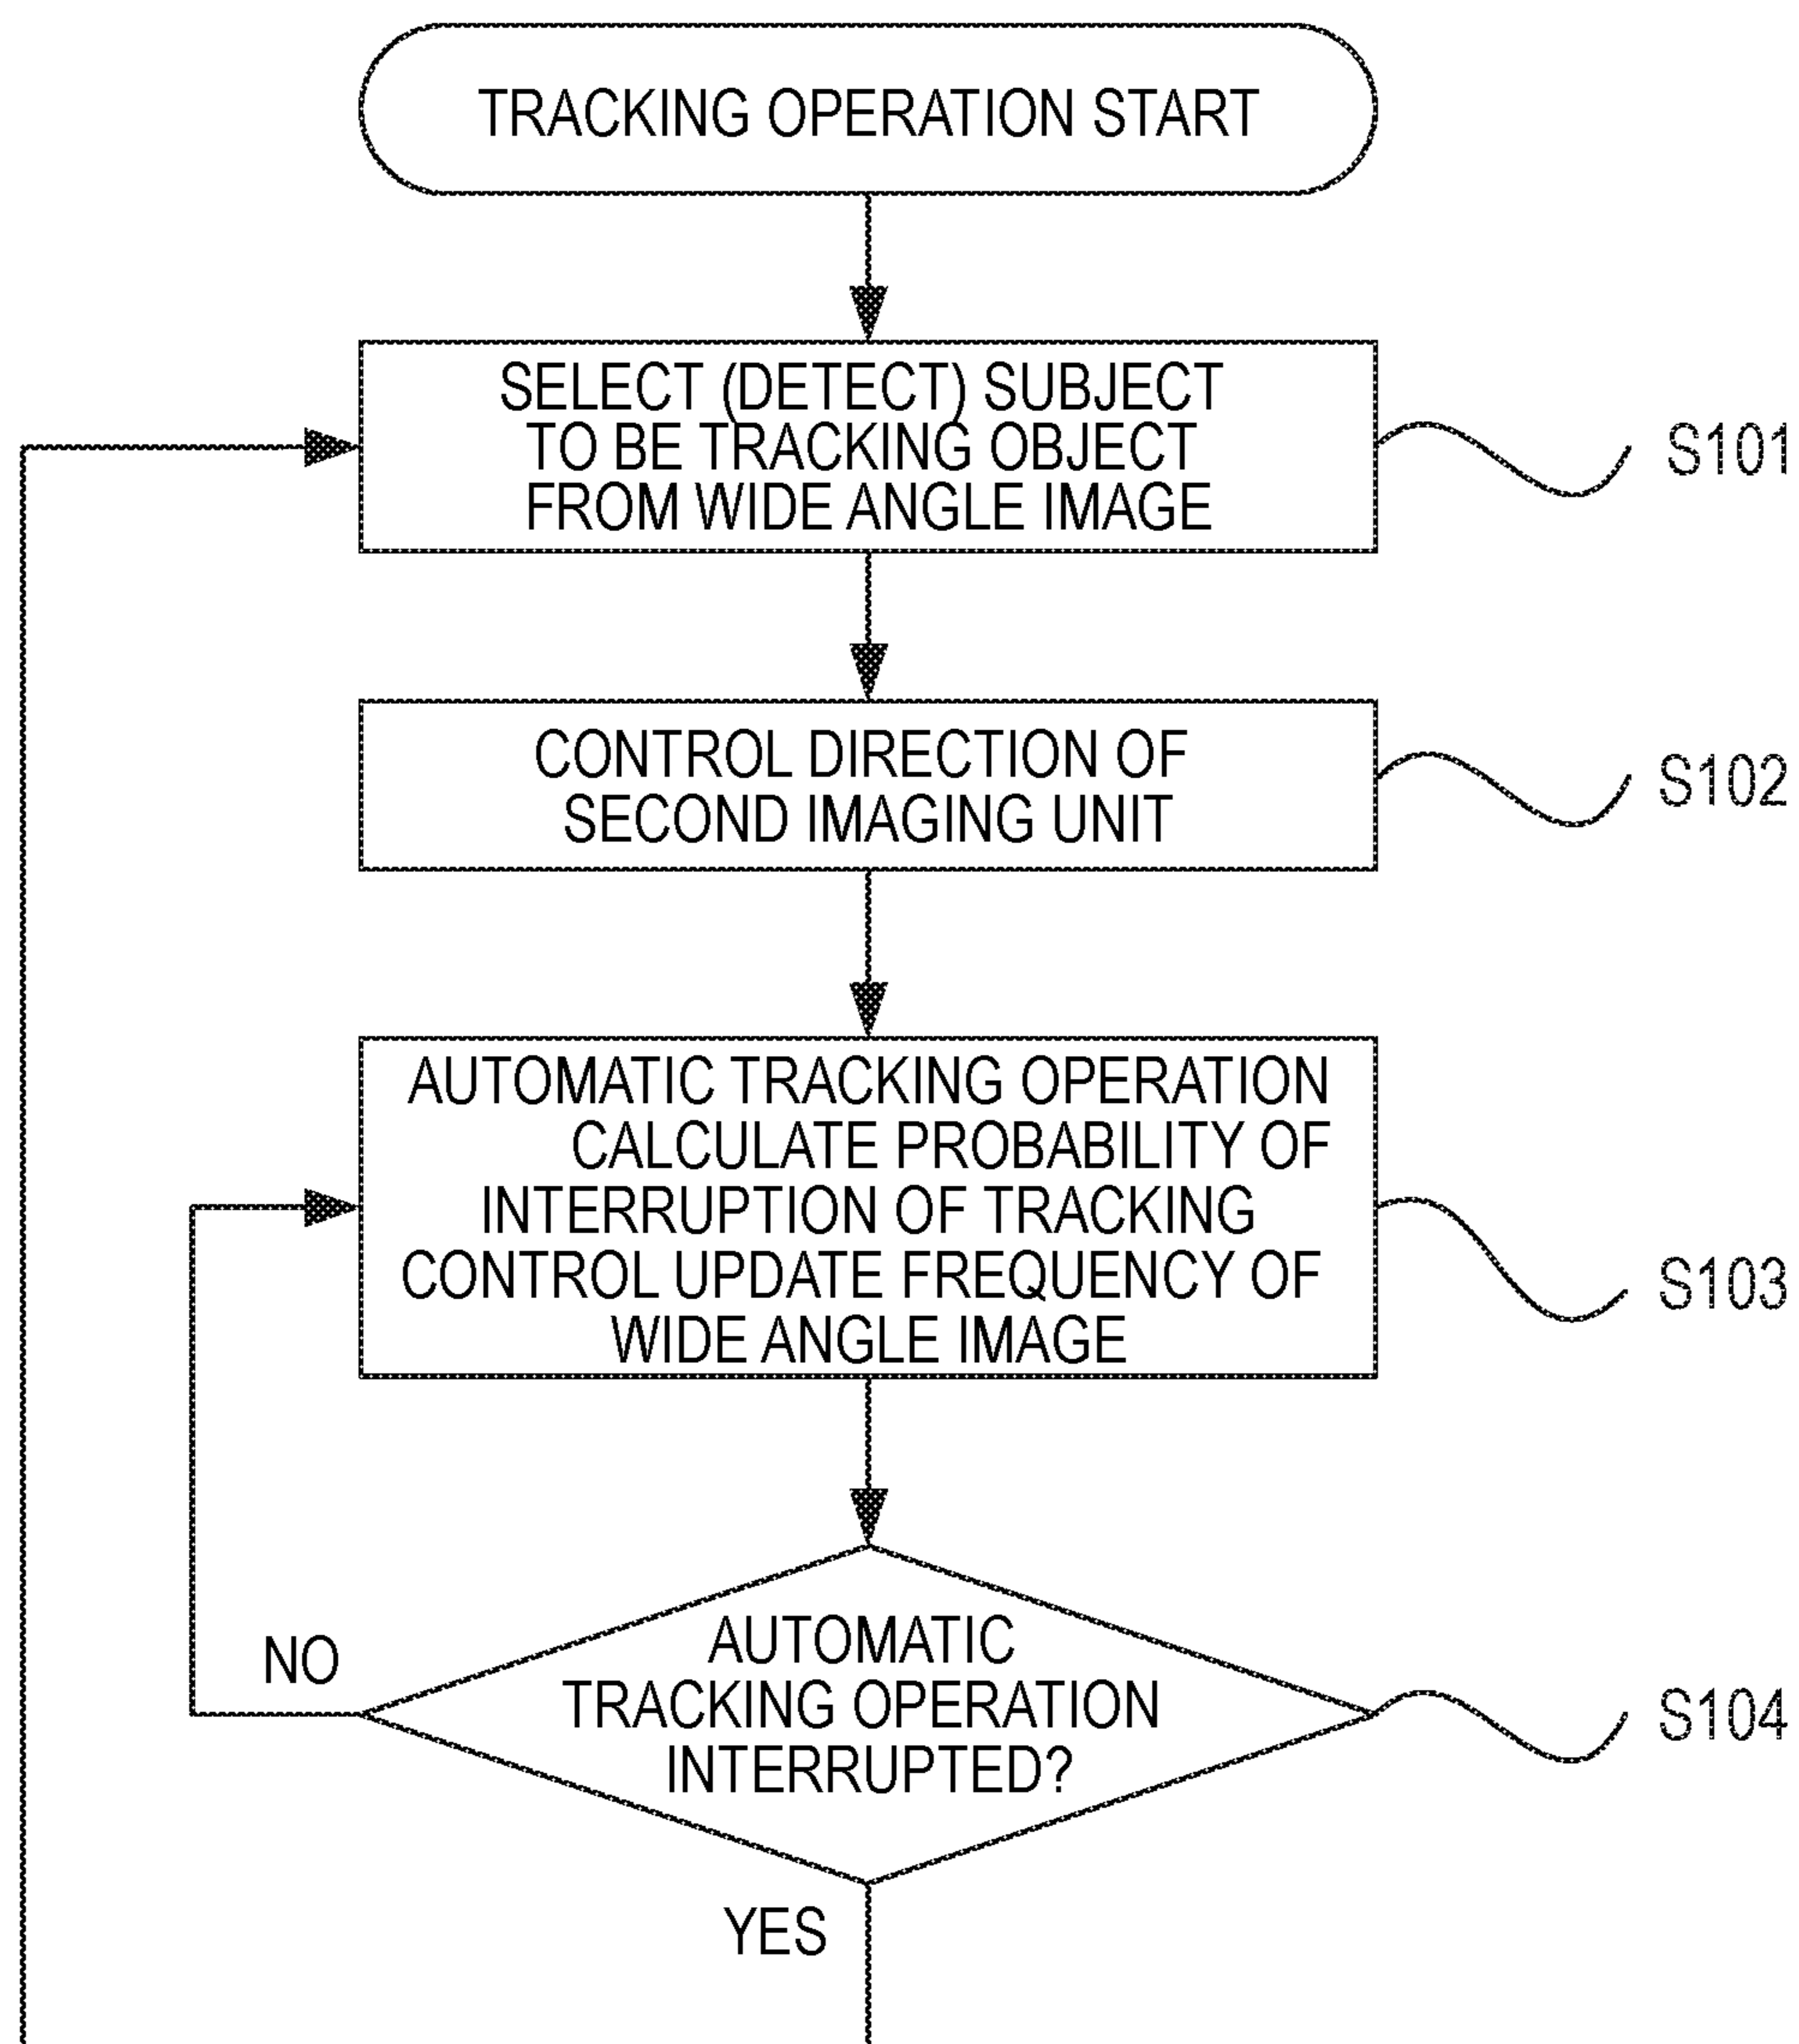 TRACKING OPERATION START
SELECT (DETECT) SUBJECT
TO BE TRACKING OBJECT
FROM WIDE ANGLE IMAGE
S101
CONTROL DIRECTION OF
SECOND IMAGING UNIT
S102
AUTOMATIC TRACKING OPERATION
CALCULATE PROBABILITY OF
INTERRUPTION OF TRACKING
CONTROL UPDATE FREQUENCY OF
WIDE ANGLE IMAGE
S103
AUTOMATIC
TRACKING OPERATION
INTERRUPTED?
NO
S104
YES